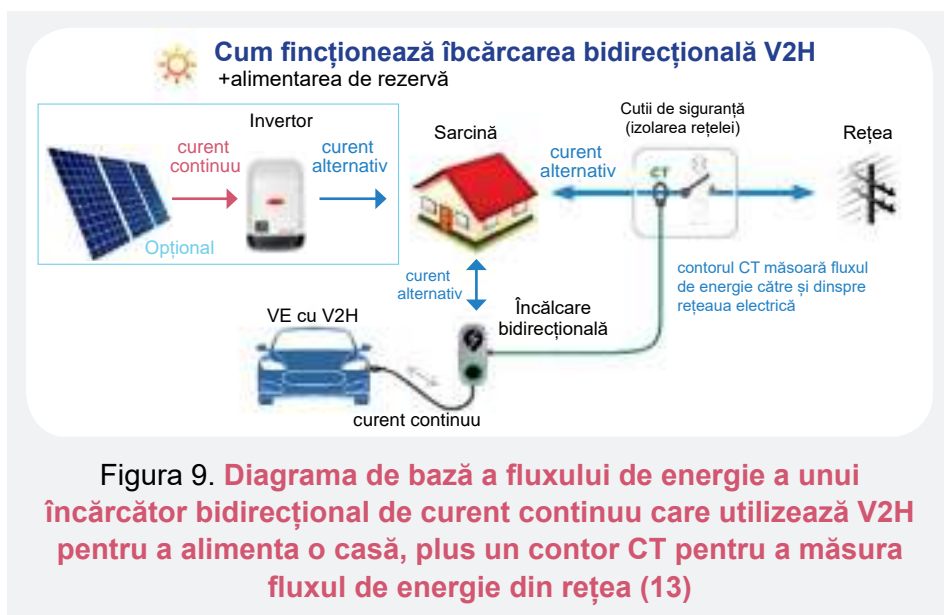 Cum fincționează îbcărcarea bidirecțională V2H
+alimentarea de rezervă
Invertor
curent
continuu
curent
alternativ
Opțional
Sarcină
curent
alternativ
Cutii de siguranță
(izolarea rețelei)
CT
Rețea
contorul CT măsoară fluxul
de energie către și dinspre
rețeaua electrică
curent
alternativ
VE cu V2H
Încălcare
bidirecțională
curent continuu
Figura 9. Diagrama de bază a fluxului de energie a unui
încărcător bidirecțional de curent continuu care utilizează V2H
pentru a alimenta o casă, plus un contor CT pentru a măsura
fluxul de energie din rețea (13)